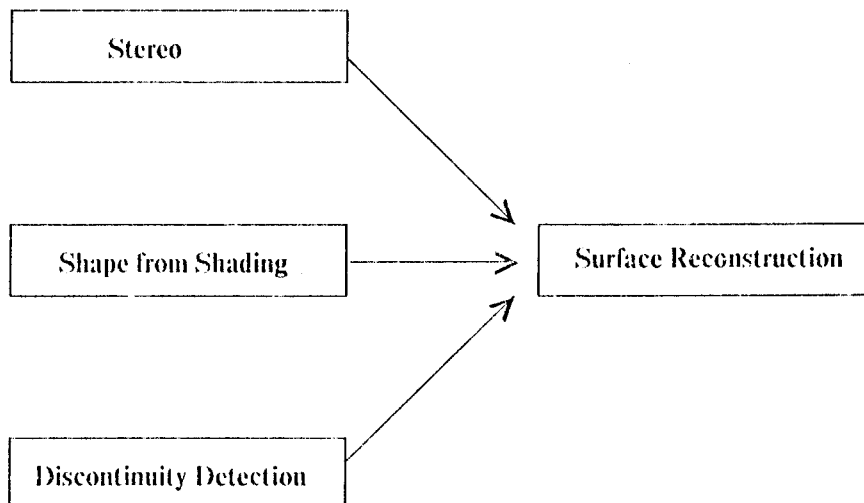 Stereo
Shape from Shading
Surface Reconstruction
Discontinuity Detection